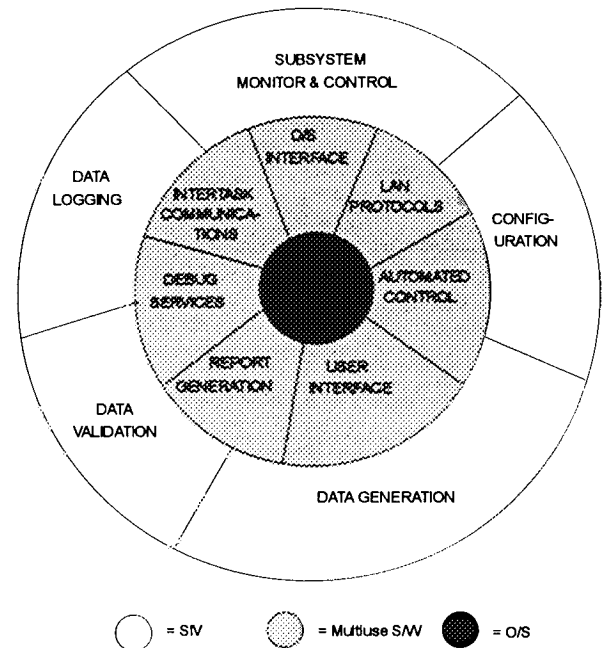 SUBSYSTEM
MONITOR & CONTROL
DATA
LOGGING
O/S
INTERFACE
LAN
PROTOCOLS
INTERTASK
COMMUNICA-
TIONS
CONFIG-
URATION
DEBUG
SERVICES
AUTOMATED
CONTROL
REPORT
GENERATION
USER
INTERFACE
DATA
VALIDATION
DATA GENERATION
= SIV
= Multiuse S/W
= O/S